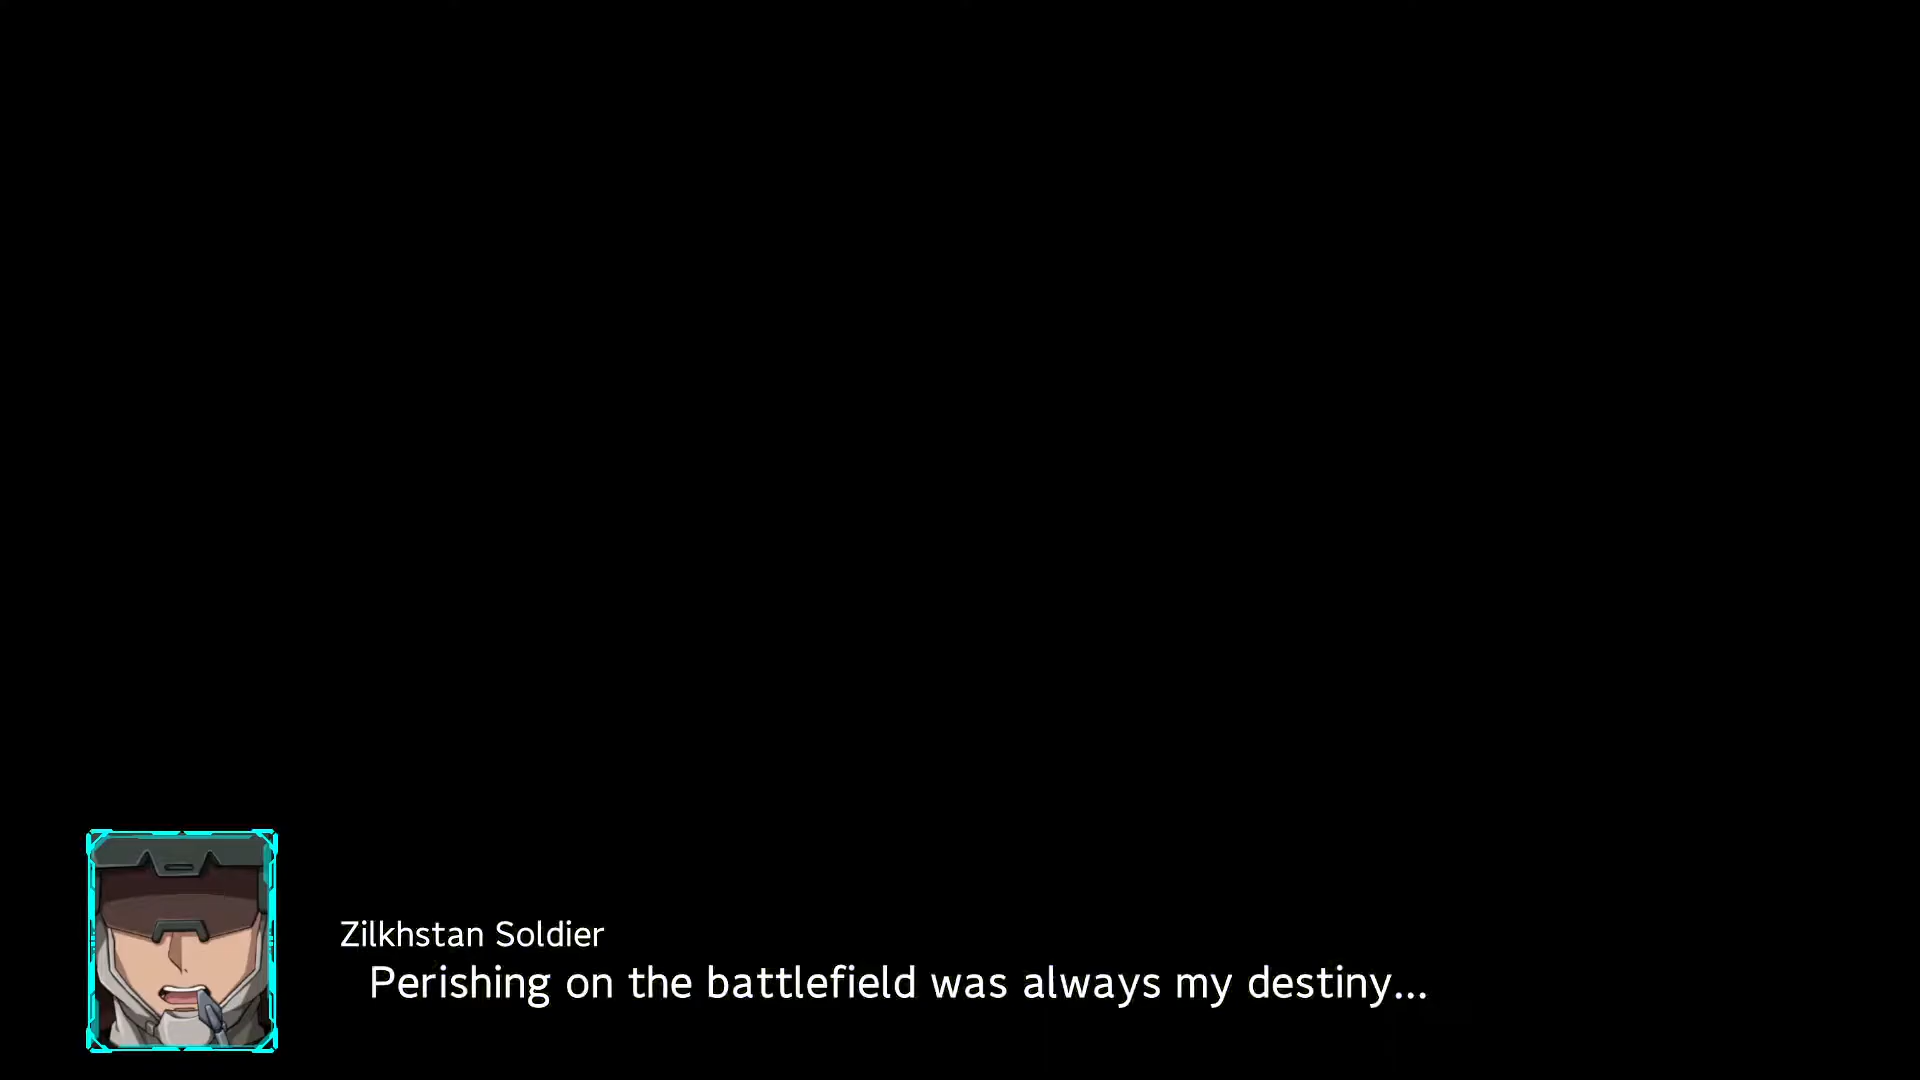 Zilkhstan Soldier
Perishing on the battlefield was always my destiny...